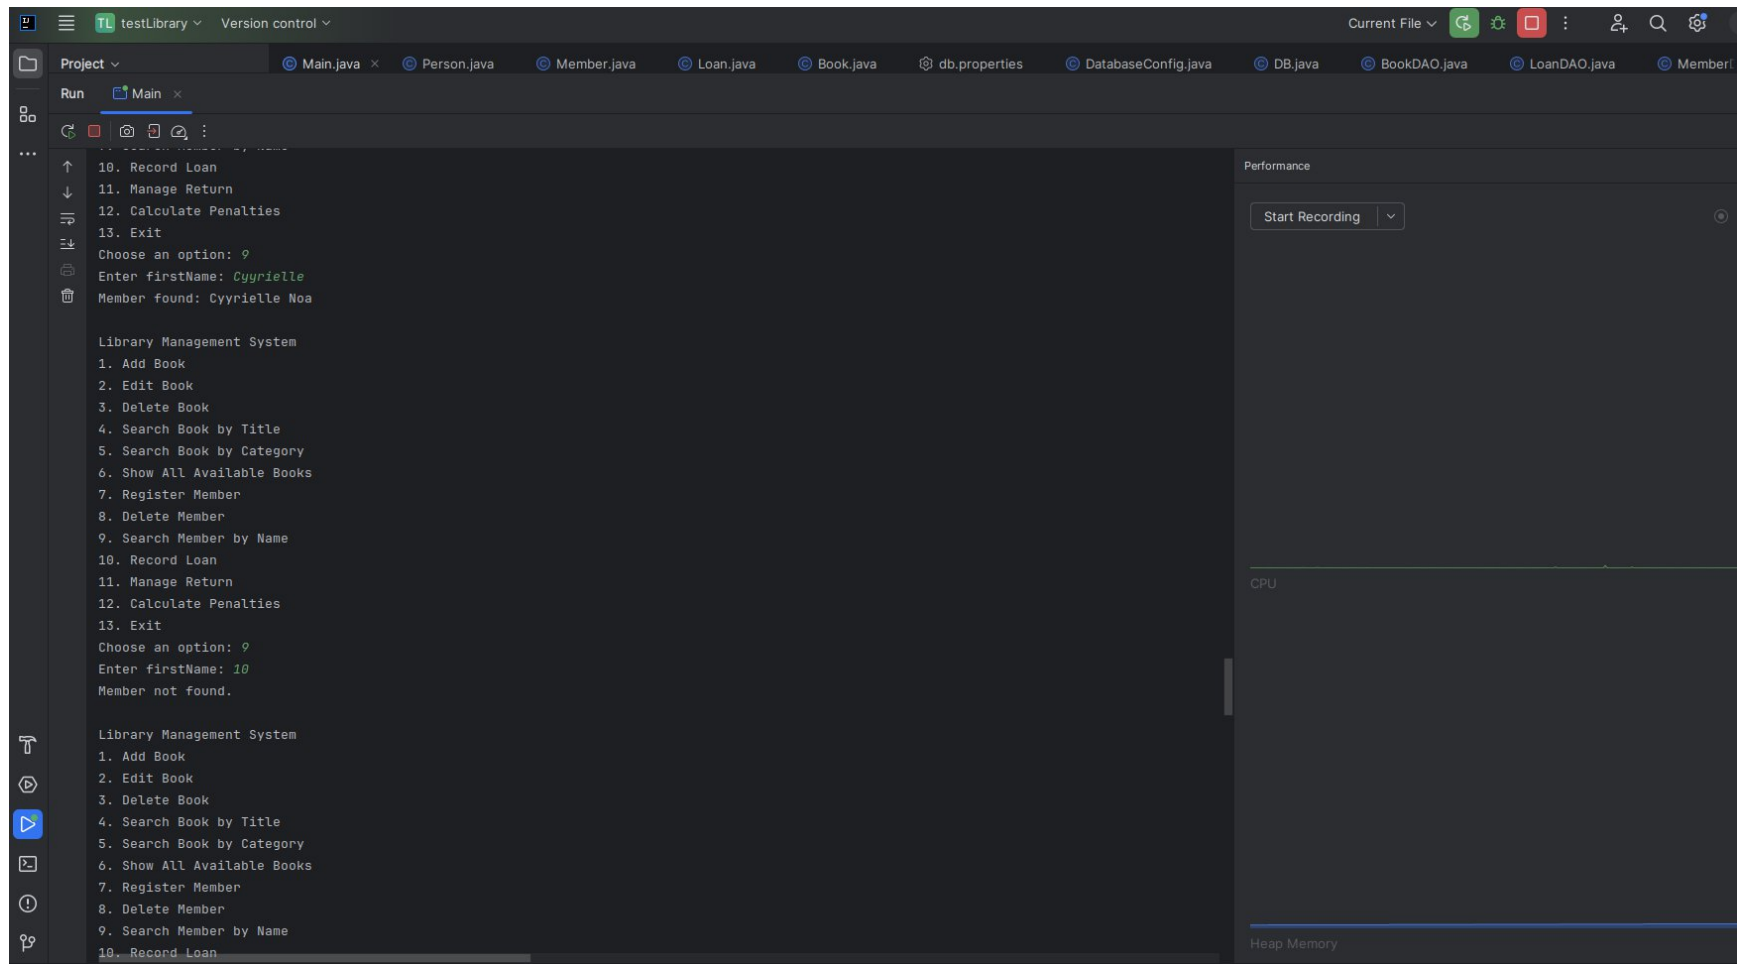 TL testLibrary Version control Current File
Project Main.java Person.java Member.java Loan.java Book.java db.properties DatabaseConfig.java DB.java BookDAO.java LoanDAO.java Member
Run Main
9. Search Member by Name
10. Record Loan
11. Manage Return
12. Calculate Penalties
13. Exit
Choose an option: 9
Enter firstName: Cyyrielle
Member found: Cyyrielle Noa
Library Management System
1. Add Book
2. Edit Book
3. Delete Book
4. Search Book by Title
5. Search Book by Category
6. Show All Available Books
7. Register Member
8. Delete Member
9. Search Member by Name
10. Record Loan
11. Manage Return
12. Calculate Penalties
13. Exit
Choose an option: 9
Enter firstName: 10
Member not found.
Library Management System
1. Add Book
2. Edit Book
3. Delete Book
4. Search Book by Title
5. Search Book by Category
6. Show All Available Books
7. Register Member
8. Delete Member
9. Search Member by Name
10. Record Loan
Performance
Start Recording
CPU
Heap Memory